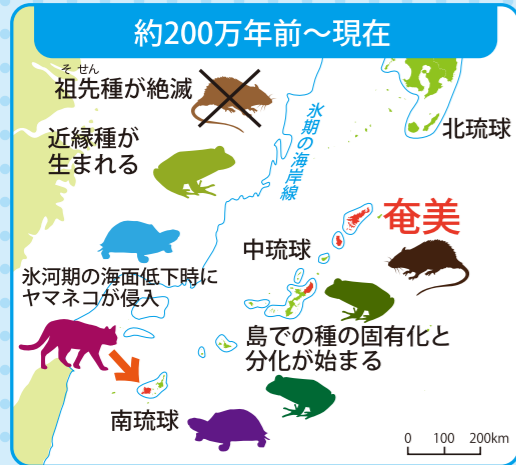 約200万年前～現在
そせん
祖先種が絶滅
近縁種が
生まれる
氷期の海岸線
北琉球
奄美
中琉球
氷河期の海面低下時に
ヤマネコが侵入
島での種の固有化と
分化が始まる
南琉球
0 100 200km